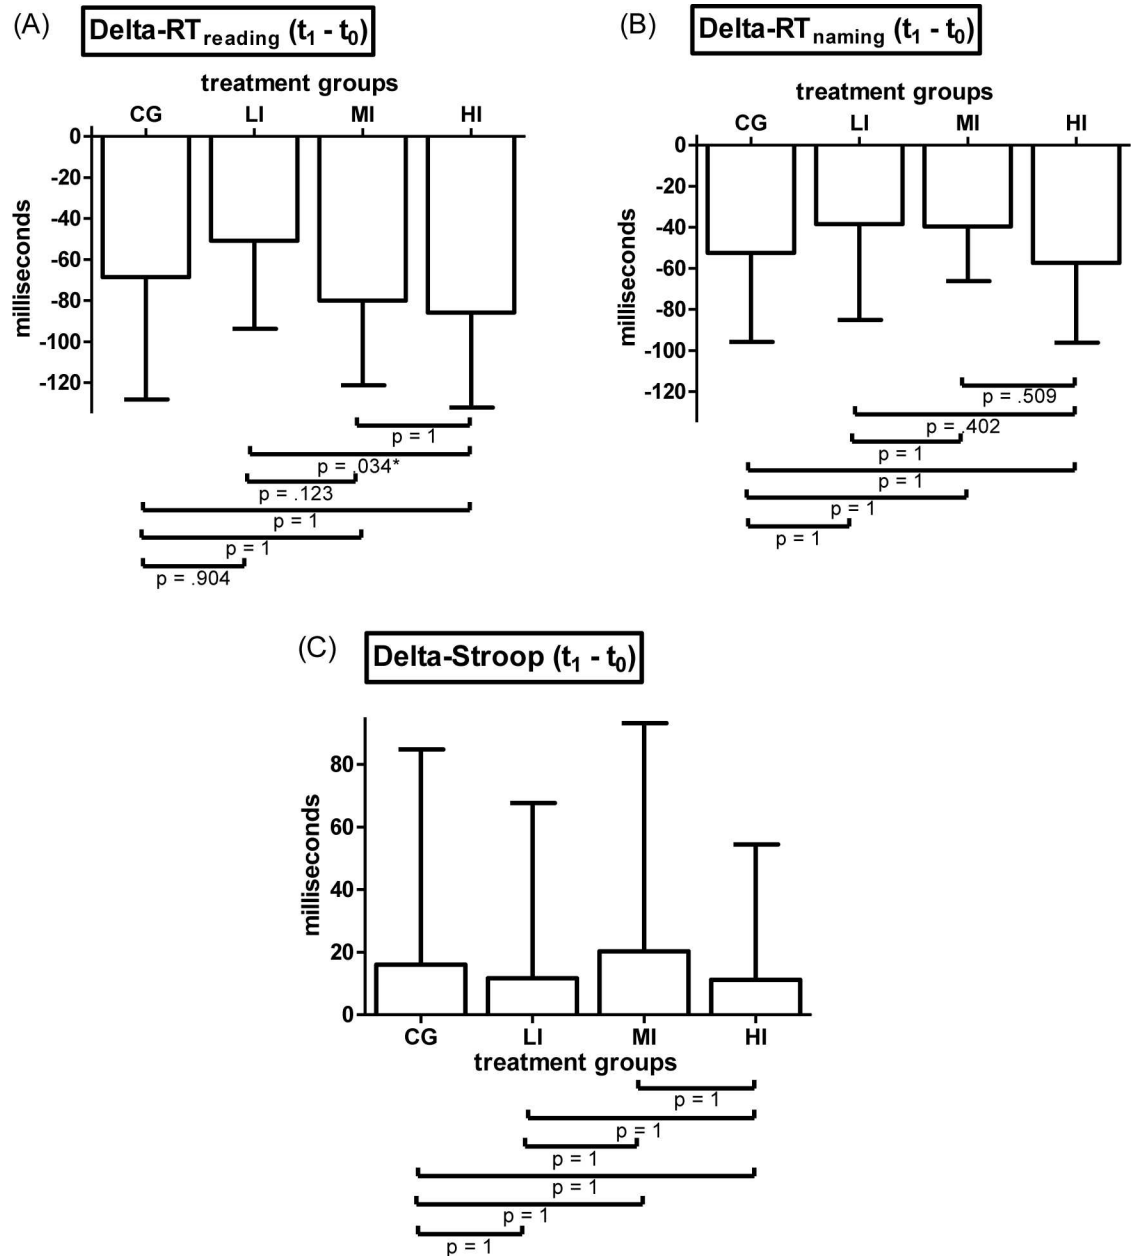 (A)
Delta-RTreading (t1 - t0)
treatment groups
CG LI MI HI
milliseconds
0
-20
-40
-60
-80
-100
-120
p = 1
p = .034*
p = .123
p = 1
p = 1
p = .904
(B)
Delta-RTnaming (t1 - t0)
treatment groups
CG LI MI HI
milliseconds
0
-20
-40
-60
-80
-100
-120
p = .509
p = .402
p = 1
p = 1
p = 1
p = 1
(C)
Delta-Stroop (t1 - t0)
milliseconds
80
60
40
20
0
CG LI MI HI
treatment groups
p = 1
p = 1
p = 1
p = 1
p = 1
p = 1